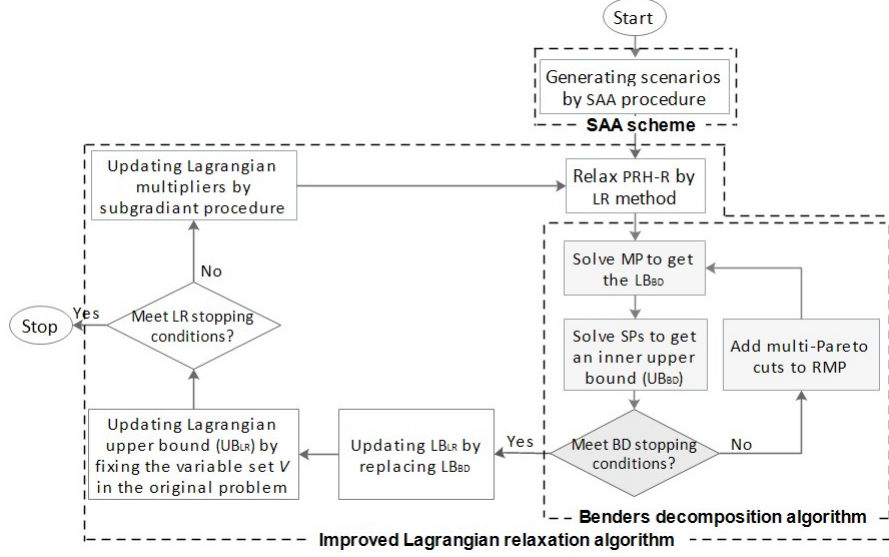 Start
Generating scenarios
by SAA procedure
SAA scheme
Updating Lagrangian
multipliers by
subgradiant procedure
Relax PRH-R by
LR method
Solve MP to get
the LBBD
No
Meet LR stopping
conditions?
Yes
Stop
Solve SPs to get
an inner upper
bound (UBBD)
Add multi-Pareto
cuts to RMP
Updating Lagrangian
upper bound (UBLR) by
fixing the variable set V
in the original problem
Updating LBLR by
replacing LBBD
Yes
Meet BD stopping
conditions?
No
Benders decomposition algorithm
Improved Lagrangian relaxation algorithm